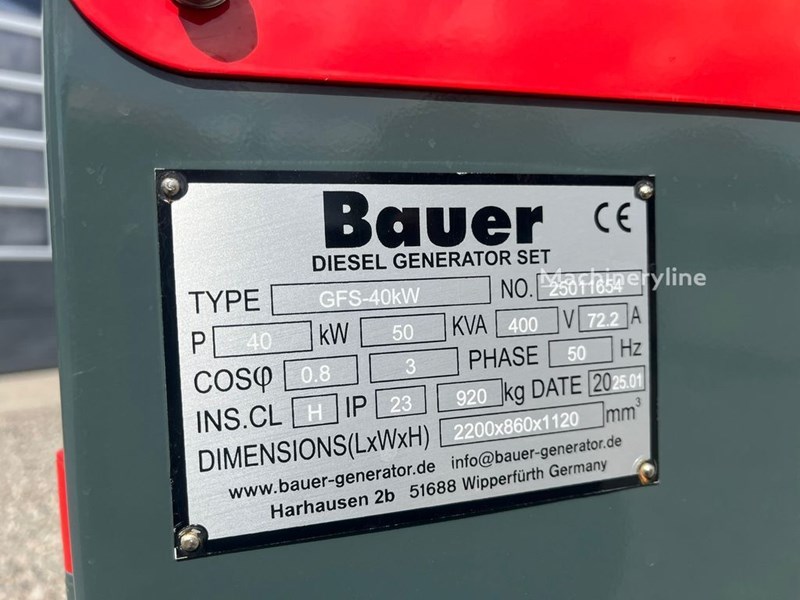 Bauer CE
DIESEL GENERATOR SET
TYPE GFS-40kW NO. 25011654
Machineryline
P 40 kW 50 KVA 400 V 72.2 A
COSφ 0.8 3 PHASE 50 Hz
INS.CL H IP 23 920 kg DATE 2025.01
DIMENSIONS(LxWxH) 2200x860x1120 mm³
www.bauer-generator.de info@bauer-generator.de
Harhausen 2b 51688 Wipperfürth Germany